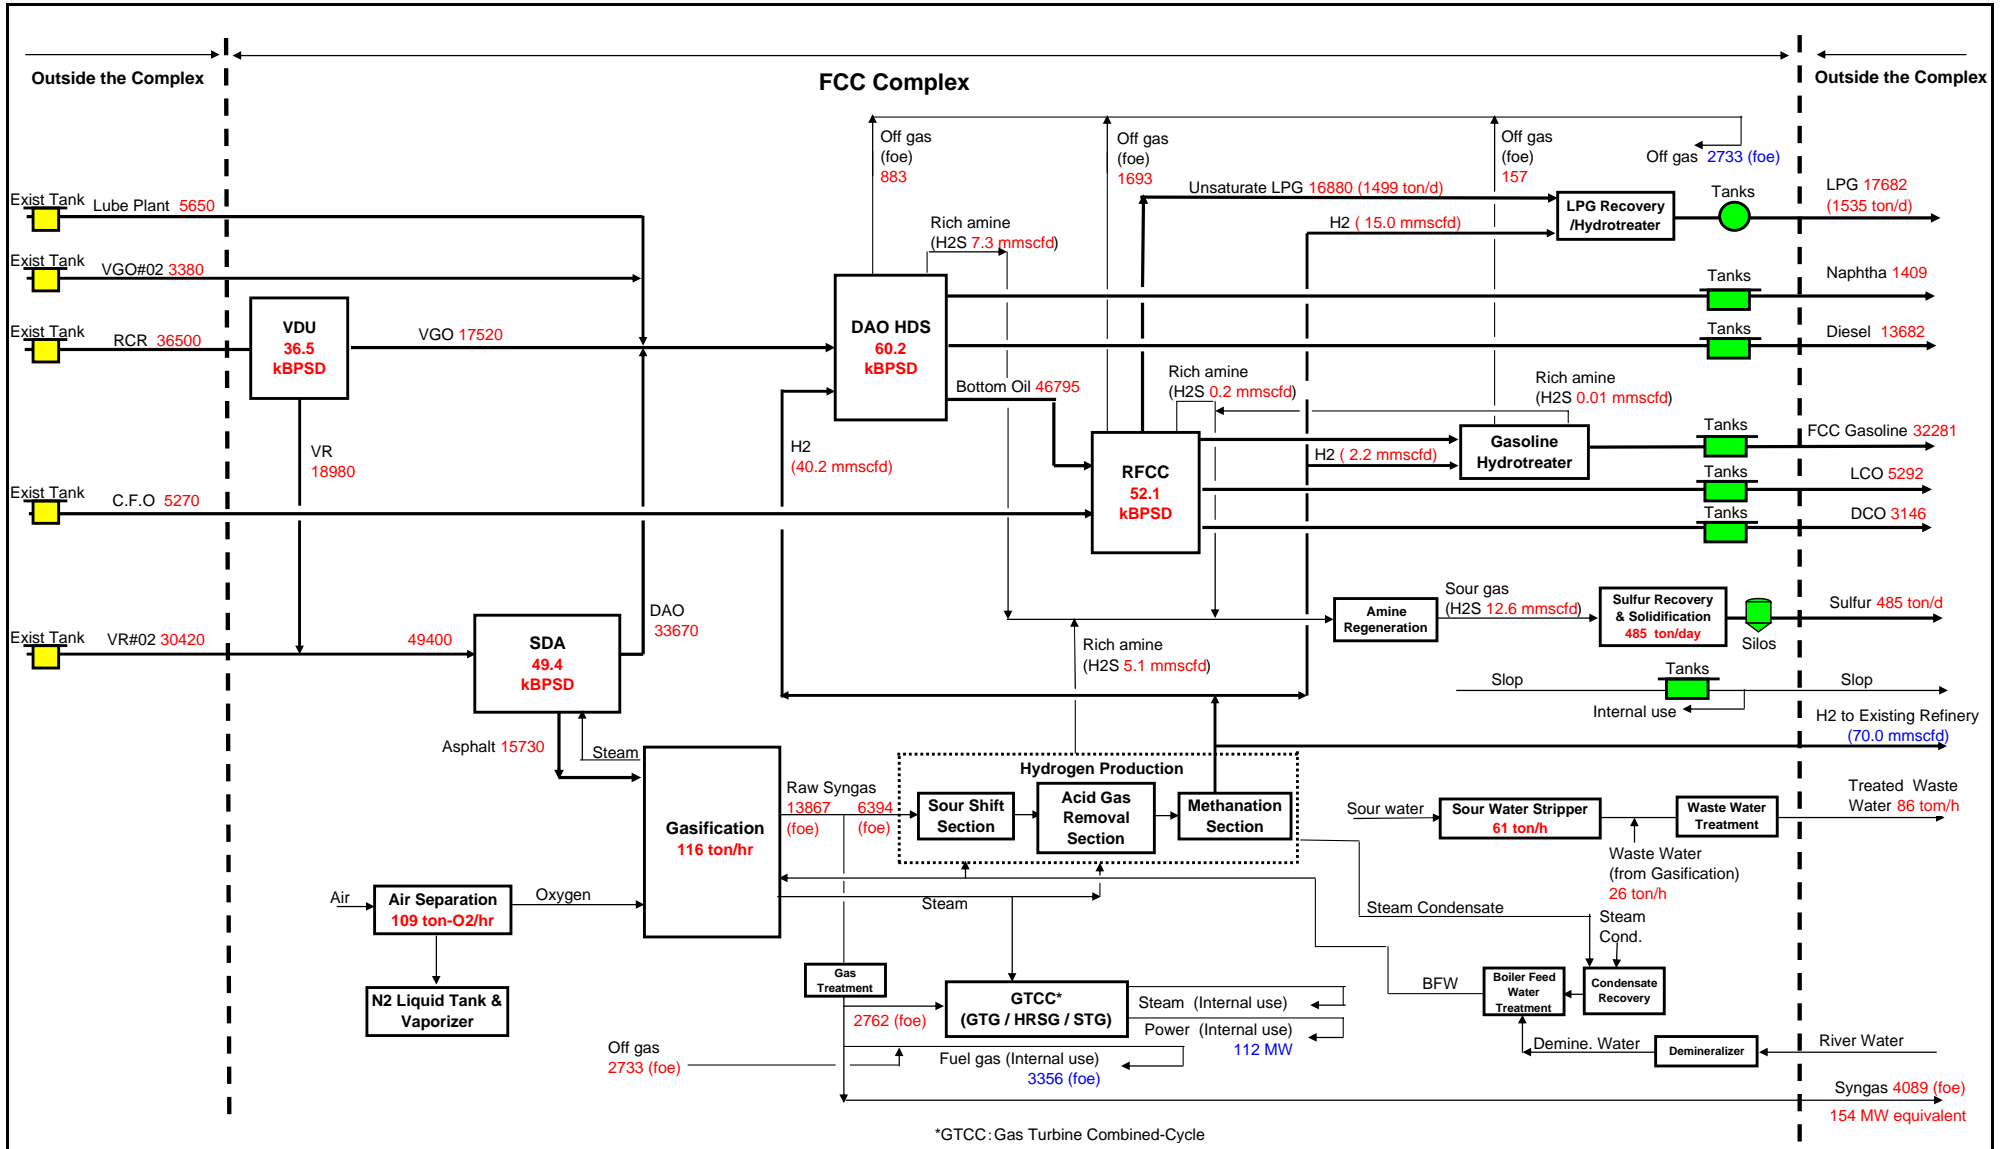 Outside the Complex
FCC Complex
Outside the Complex
Off gas
(foe)
883
Off gas
(foe)
1693
Off gas
(foe)
157
Off gas 2733 (foe)
Exist Tank
Lube Plant 5650
Unsaturate LPG 16880 (1499 ton/d)
LPG Recovery
/Hydrotreater
Tanks
LPG 17682
(1535 ton/d)
Rich amine
(H2S 7.3 mmscfd)
H2 ( 15.0 mmscfd)
Exist Tank
VGO#02 3380
Tanks
Naphtha 1409
Exist Tank
RCR 36500
VDU
36.5
kBPSD
VGO 17520
DAO HDS
60.2
kBPSD
Tanks
Diesel 13682
Bottom Oil 46795
Rich amine
(H2S 0.2 mmscfd)
Rich amine
(H2S 0.01 mmscfd)
VR
18980
H2
(40.2 mmscfd)
RFCC
52.1
kBPSD
H2 ( 2.2 mmscfd)
Gasoline
Hydrotreater
Tanks
FCC Gasoline 32281
Tanks
LCO 5292
Exist Tank
C.F.O 5270
Tanks
DCO 3146
Exist Tank
VR#02 30420
49400
SDA
49.4
kBPSD
DAO
33670
Rich amine
(H2S 5.1 mmscfd)
Amine
Regeneration
Sour gas
(H2S 12.6 mmscfd)
Sulfur Recovery
& Solidification
485 ton/day
Silos
Sulfur 485 ton/d
Slop
Tanks
Slop
Internal use
H2 to Existing Refinery
(70.0 mmscfd)
Asphalt 15730
Steam
Gasification
116 ton/hr
Raw Syngas
13867
(foe)
6394
(foe)
Hydrogen Production
Sour Shift
Section
Acid Gas
Removal
Section
Methanation
Section
Sour water
Sour Water Stripper
61 ton/h
Waste Water
Treatment
Treated Waste
Water 86 tom/h
Waste Water
(from Gasification)
26 ton/h
Air
Air Separation
109 ton-O2/hr
Oxygen
Steam
Steam Condensate
Steam
Cond.
N2 Liquid Tank &
Vaporizer
Gas
Treatment
2762 (foe)
GTCC*
(GTG / HRSG / STG)
Steam (Internal use)
Power (Internal use)
112 MW
BFW
Boiler Feed
Water
Treatment
Condensate
Recovery
Off gas
2733 (foe)
Fuel gas (Internal use)
3356 (foe)
Demine. Water
Demineralizer
River Water
Syngas 4089 (foe)
154 MW equivalent
*GTCC:Gas Turbine Combined-Cycle